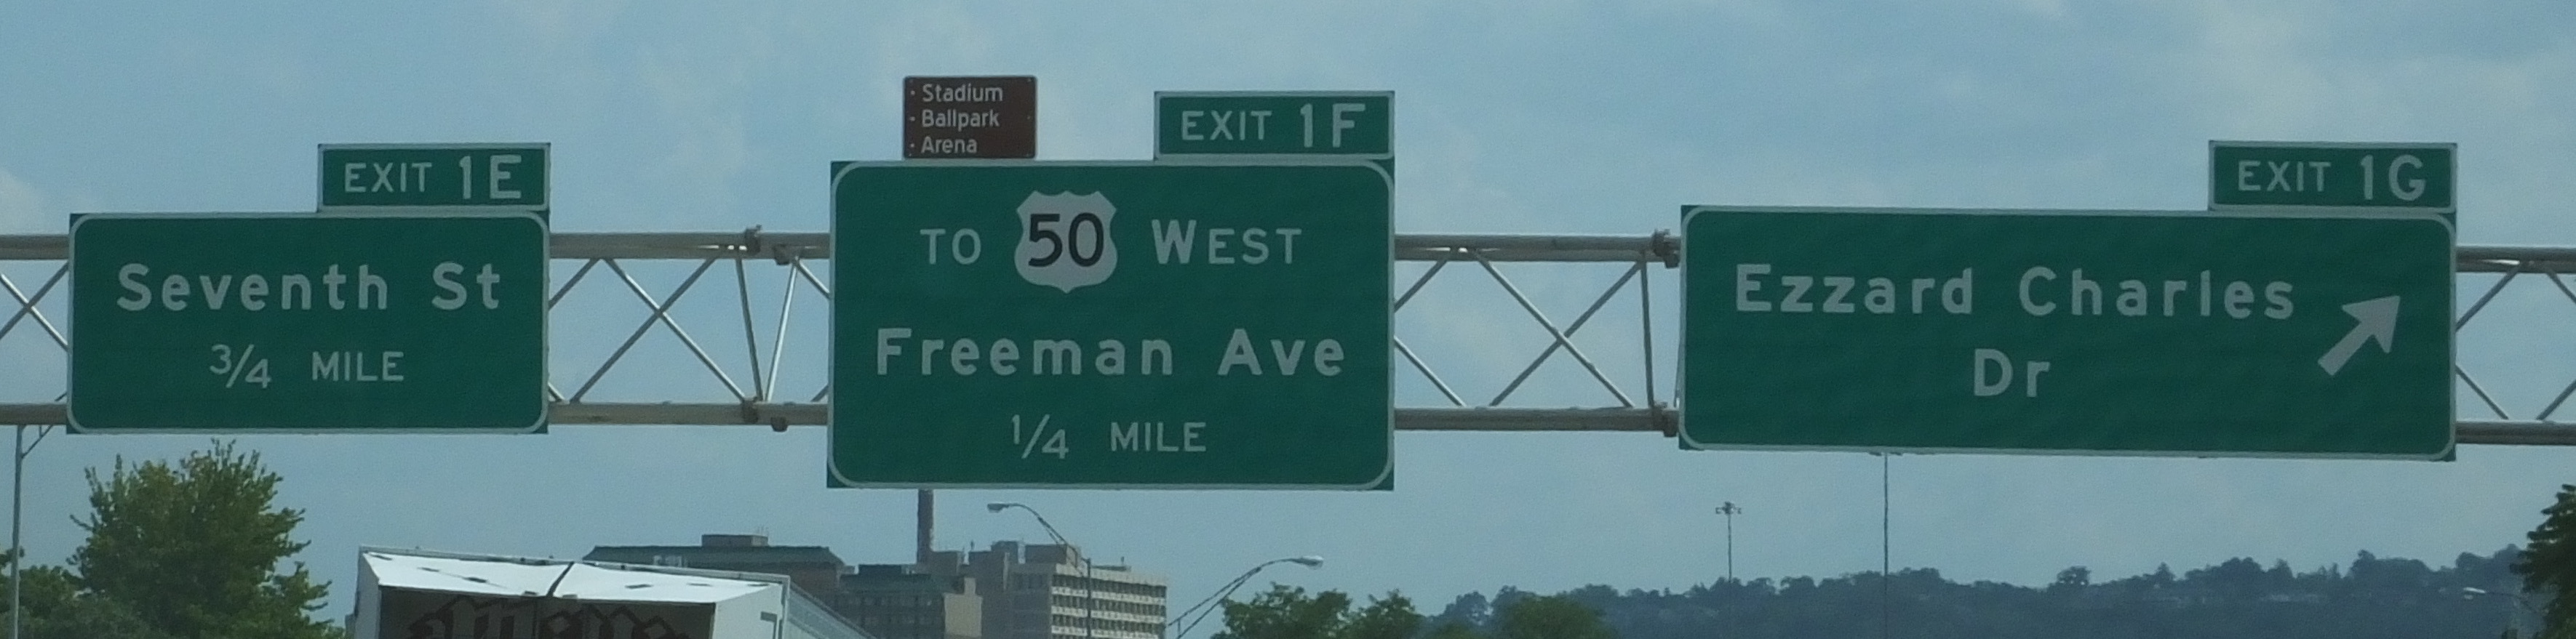 EXIT 1E
Seventh St
3/4 MILE
· Stadium
· Ballpark
· Arena
EXIT 1F
TO 50 WEST
Freeman Ave
1/4 MILE
EXIT 1G
Ezzard Charles
Dr